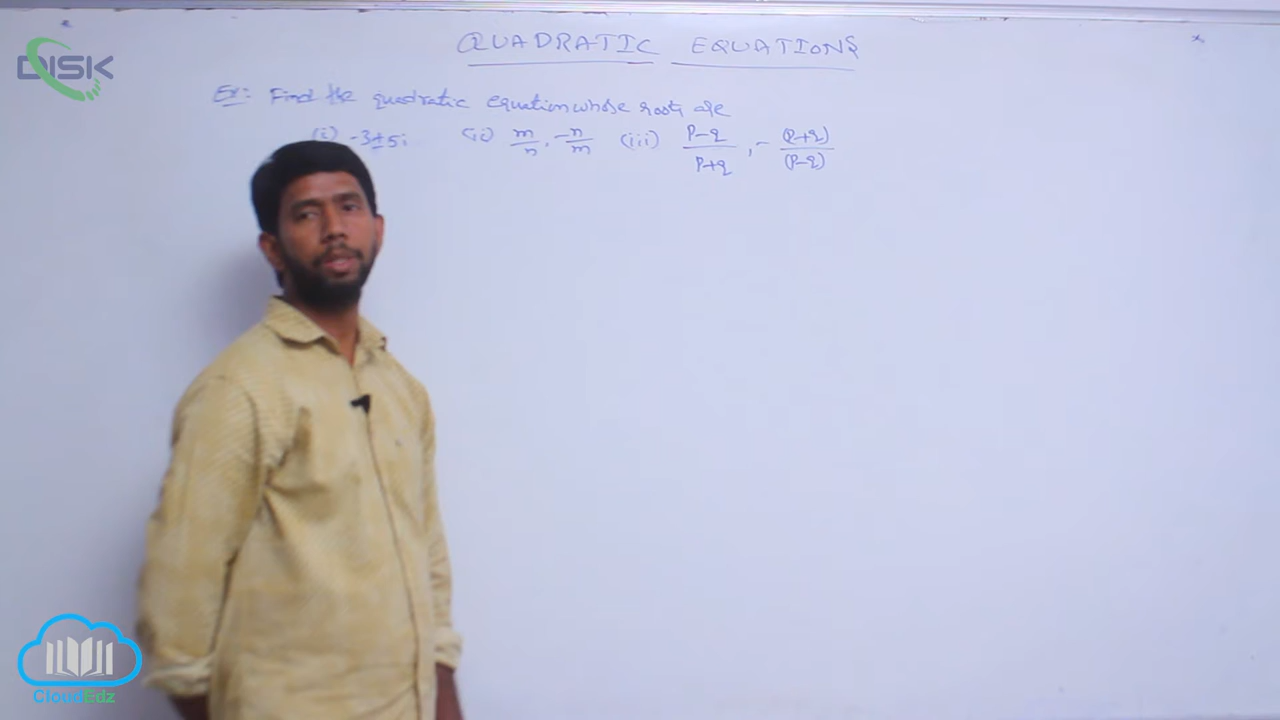 DISK
QUADRATIC EQUATIONS
Ex: Find the quadratic equation whose roots are
(i) -3±5i (ii) m/n, -n/m (iii) P-q/P+q, -(P+q)/(P-q)
CloudEdz